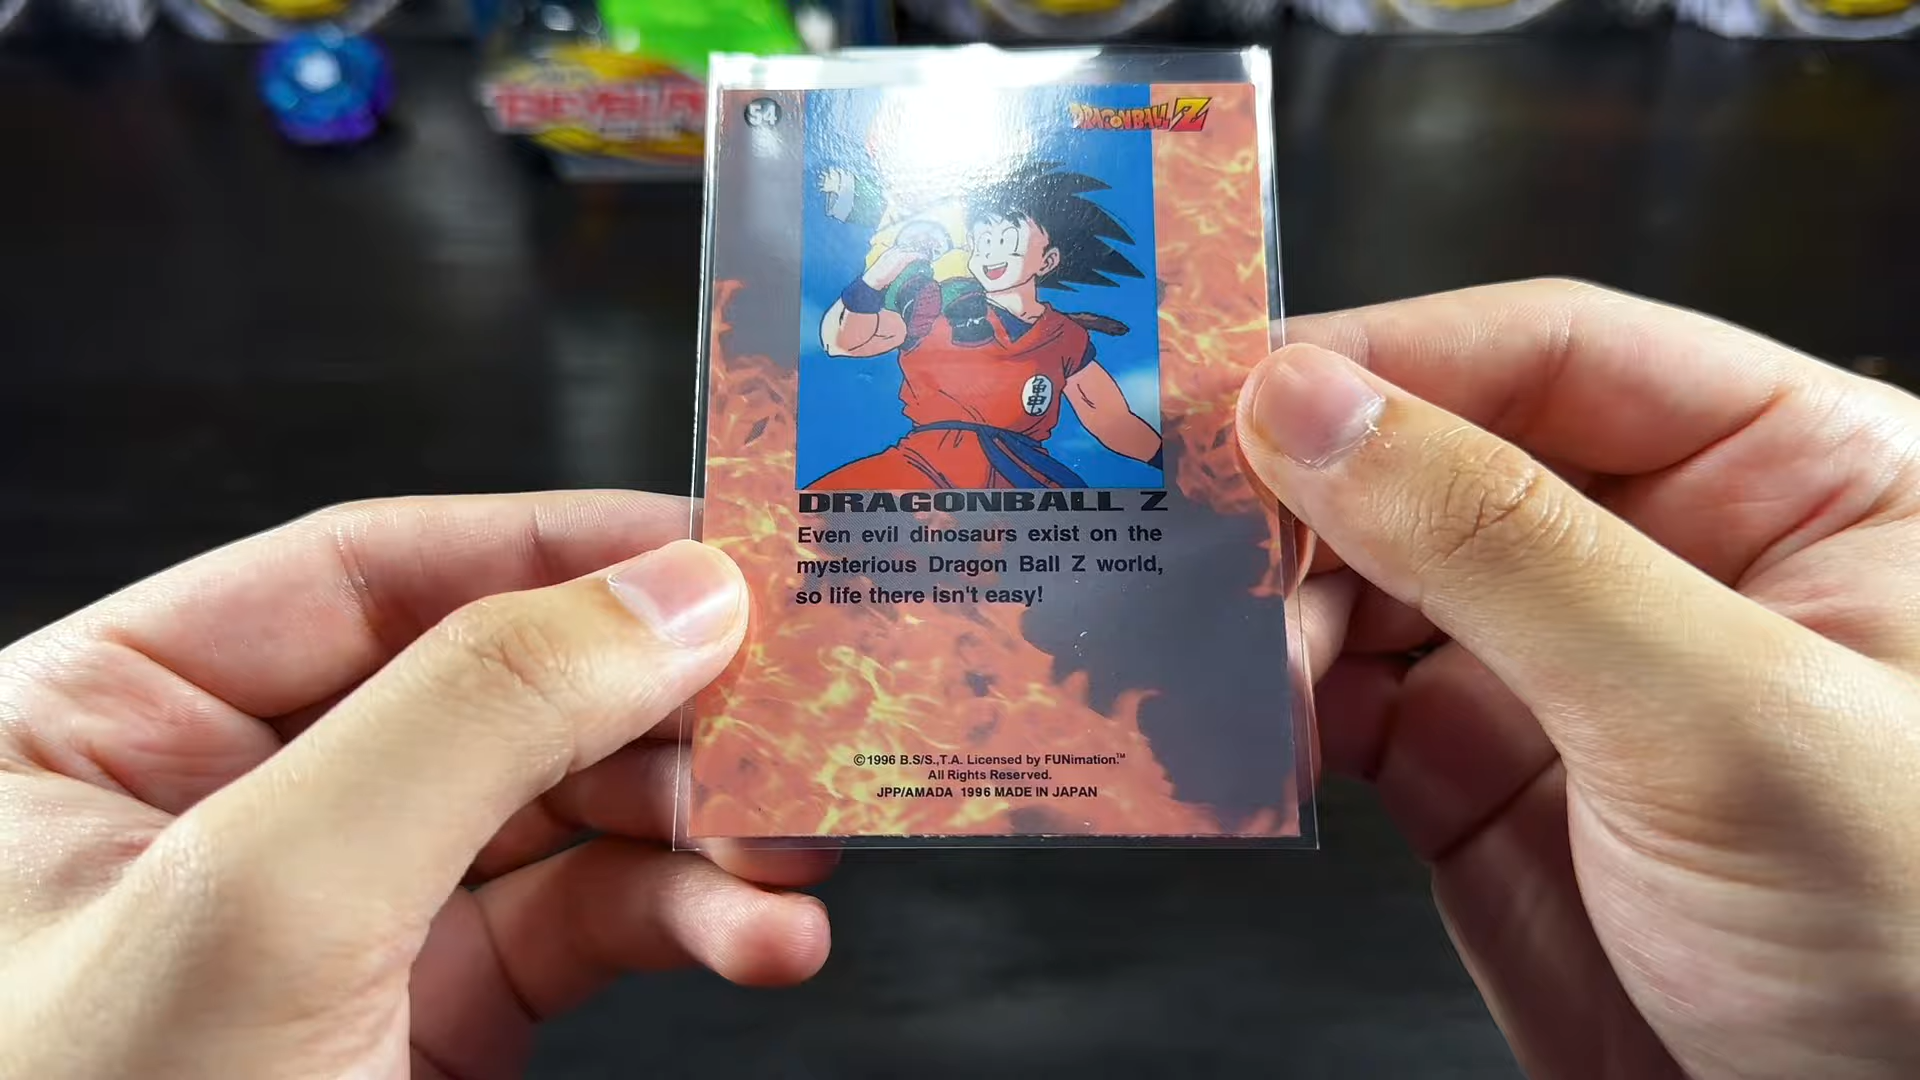 54
DRAGONBALL Z
亀
DRAGONBALL Z
Even evil dinosaurs exist on the
mysterious Dragon Ball Z world,
so life there isn't easy!
©1996 B.S/S.,T.A. Licensed by FUNimation.™
All Rights Reserved.
JPP/AMADA 1996 MADE IN JAPAN